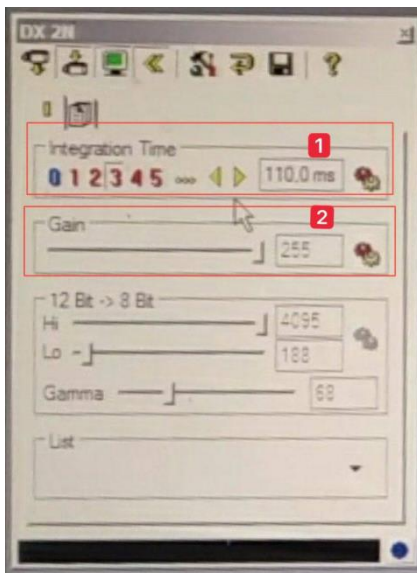 DX 2N
1
Integration Time
0 1 2 3 4 5 110,0 ms
2
Gain
255
12 Bit -> 8 Bit
Hi 4095
Lo 188
Gamma 68
List